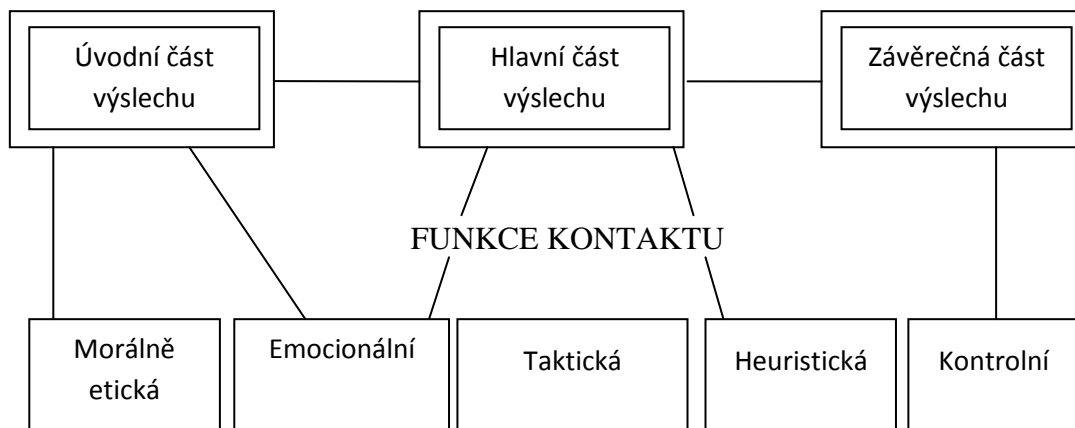 Úvodní část
výslechu
Hlavní část
výslechu
Závěrečná část
výslechu
FUNKCE KONTAKTU
Morálně
etická
Emocionální
Taktická
Heuristická
Kontrolní